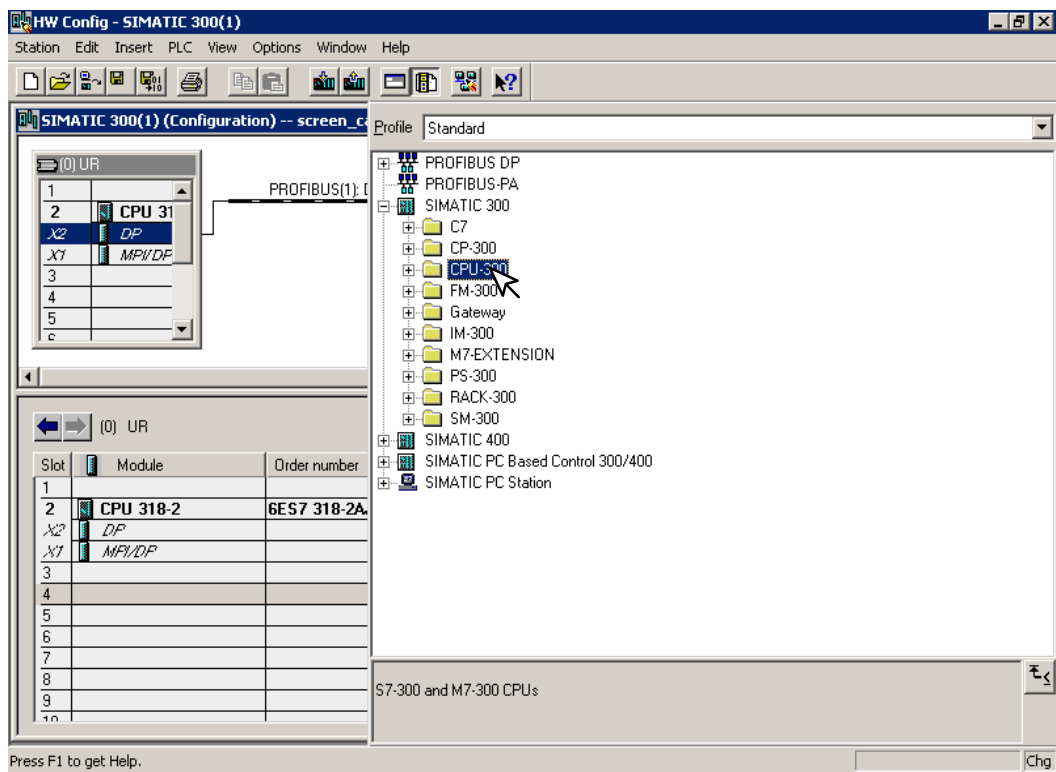 HW Config - SIMATIC 300(1)
Station Edit Insert PLC View Options Window Help
SIMATIC 300(1) (Configuration) -- screen_c
(0) UR
1
2 CPU 31
X2 DP
X1 MPI/DP
3
4
5
PROFIBUS(1):
Profile Standard
PROFIBUS DP
PROFIBUS-PA
SIMATIC 300
C7
CP-300
CPU-300
FM-300
Gateway
IM-300
M7-EXTENSION
PS-300
RACK-300
SM-300
SIMATIC 400
SIMATIC PC Based Control 300/400
SIMATIC PC Station
(0) UR
Slot Module Order number
1
2 CPU 318-2 6ES7 318-2A
X2 DP
X1 MPI/DP
3
4
5
6
7
8
9
10
S7-300 and M7-300 CPUs
Press F1 to get Help.
Chg